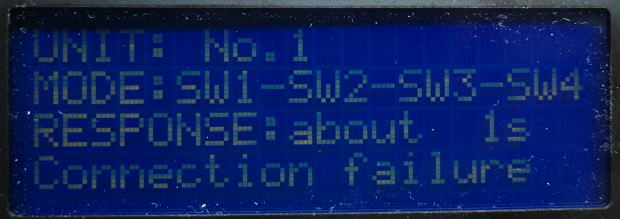 UNIT: No.1
MODE:SW1-SW2-SW3-SW4
RESPONSE:about 1s
Connection failure